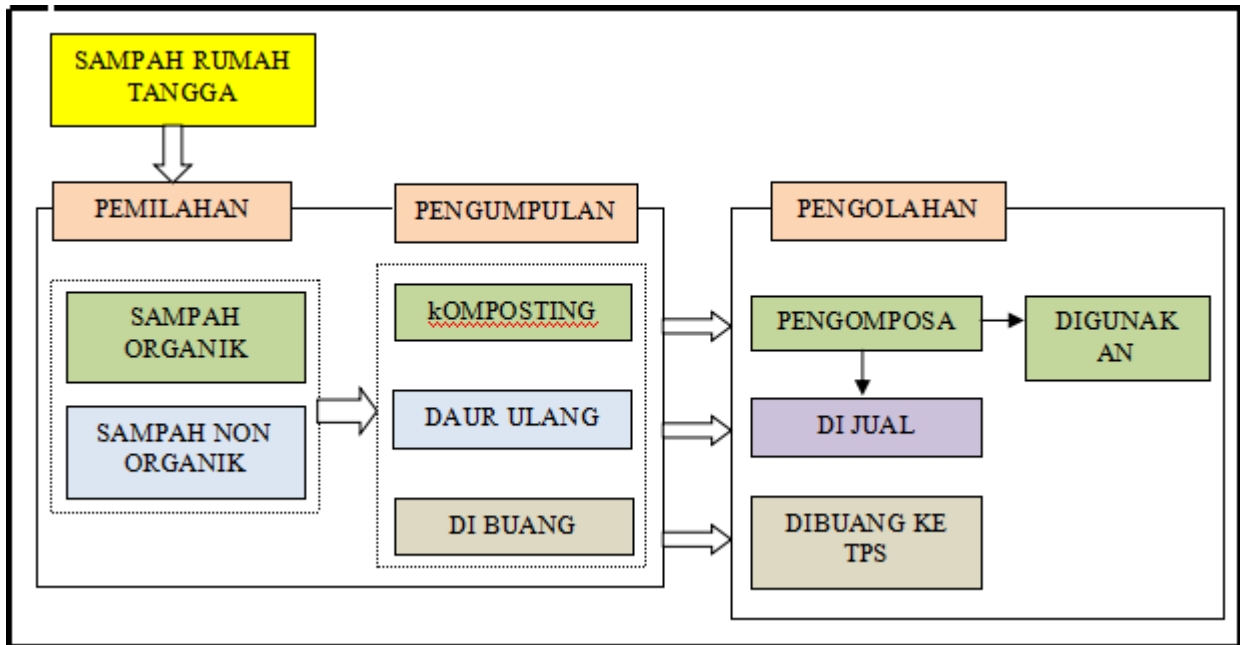 SAMPAH RUMAH
TANGGA
PEMILAHAN
PENGUMPULAN
PENGOLAHAN
SAMPAH
ORGANIK
SAMPAH NON
ORGANIK
kOMPOSTING
DAUR ULANG
DI BUANG
PENGOMPOSA
DIGUNAK
AN
DI JUAL
DIBUANG KE
TPS